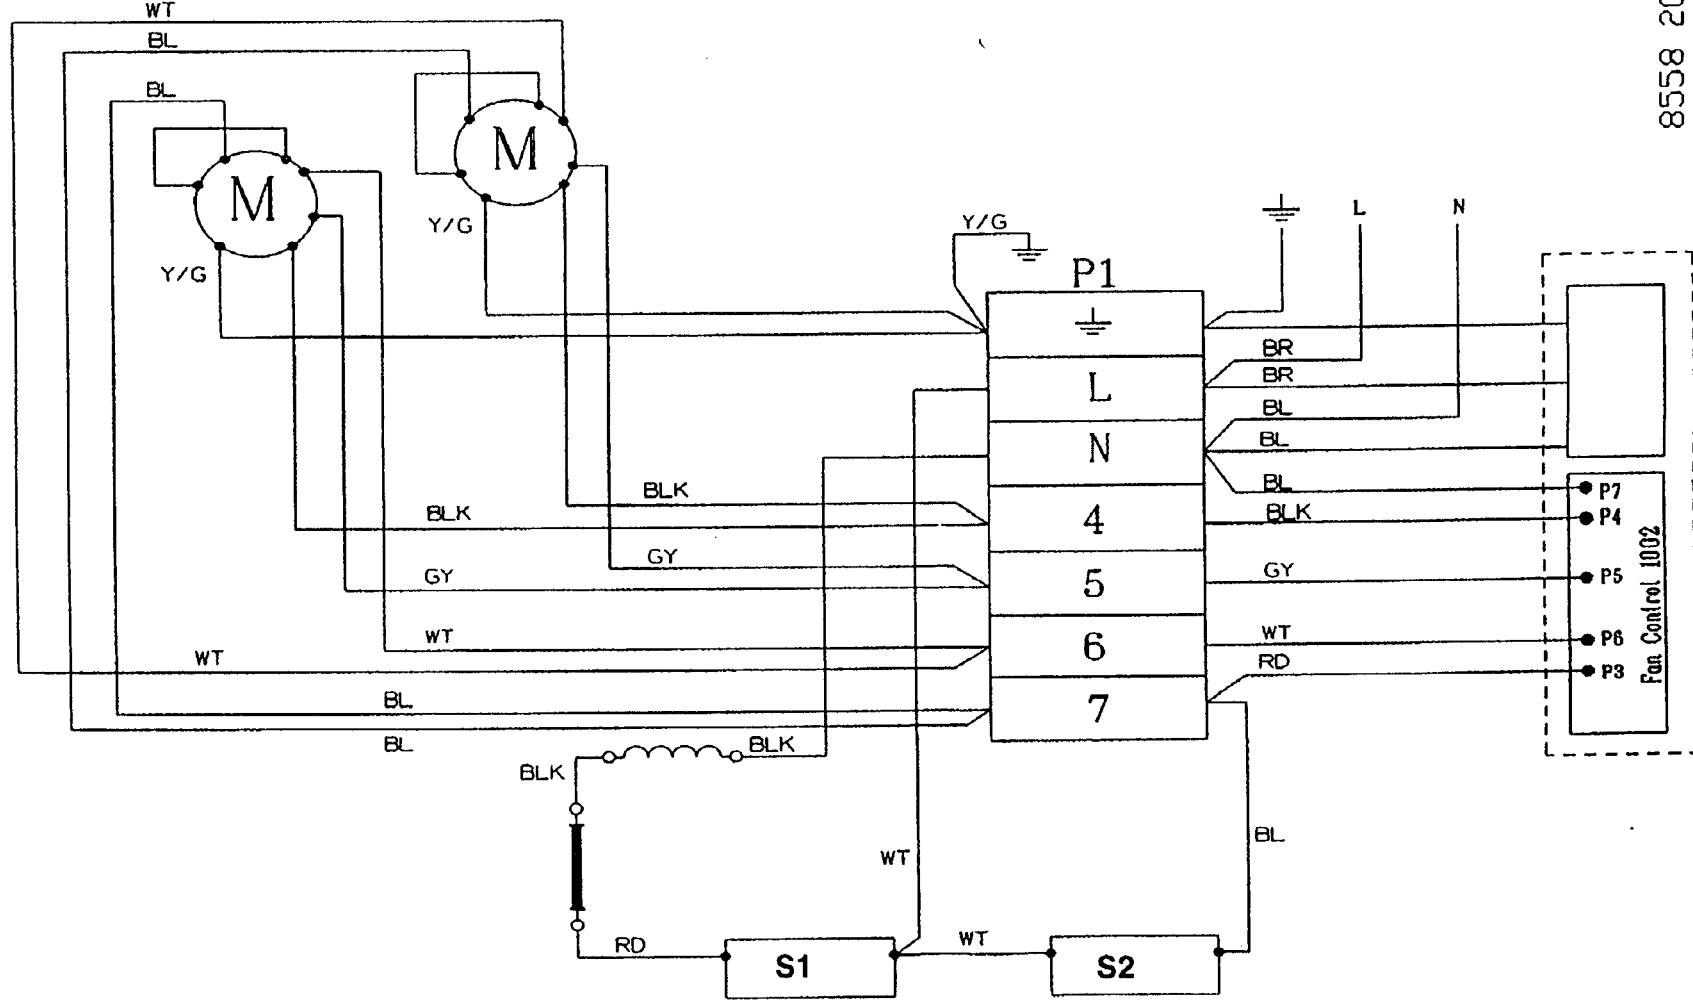 WT
BL
BL
M
M
Y/G
Y/G
Y/G
8558 20
L
N
P1
L
BR
BR
N
BL
BL
BL
P7
4
BLK
BLK
BLK
P4
5
GY
GY
GY
P5
6
WT
WT
WT
P6
RD
P3
Fan Control 1002
7
BL
BL
BLK
BLK
BL
WT
RD
S1
WT
S2